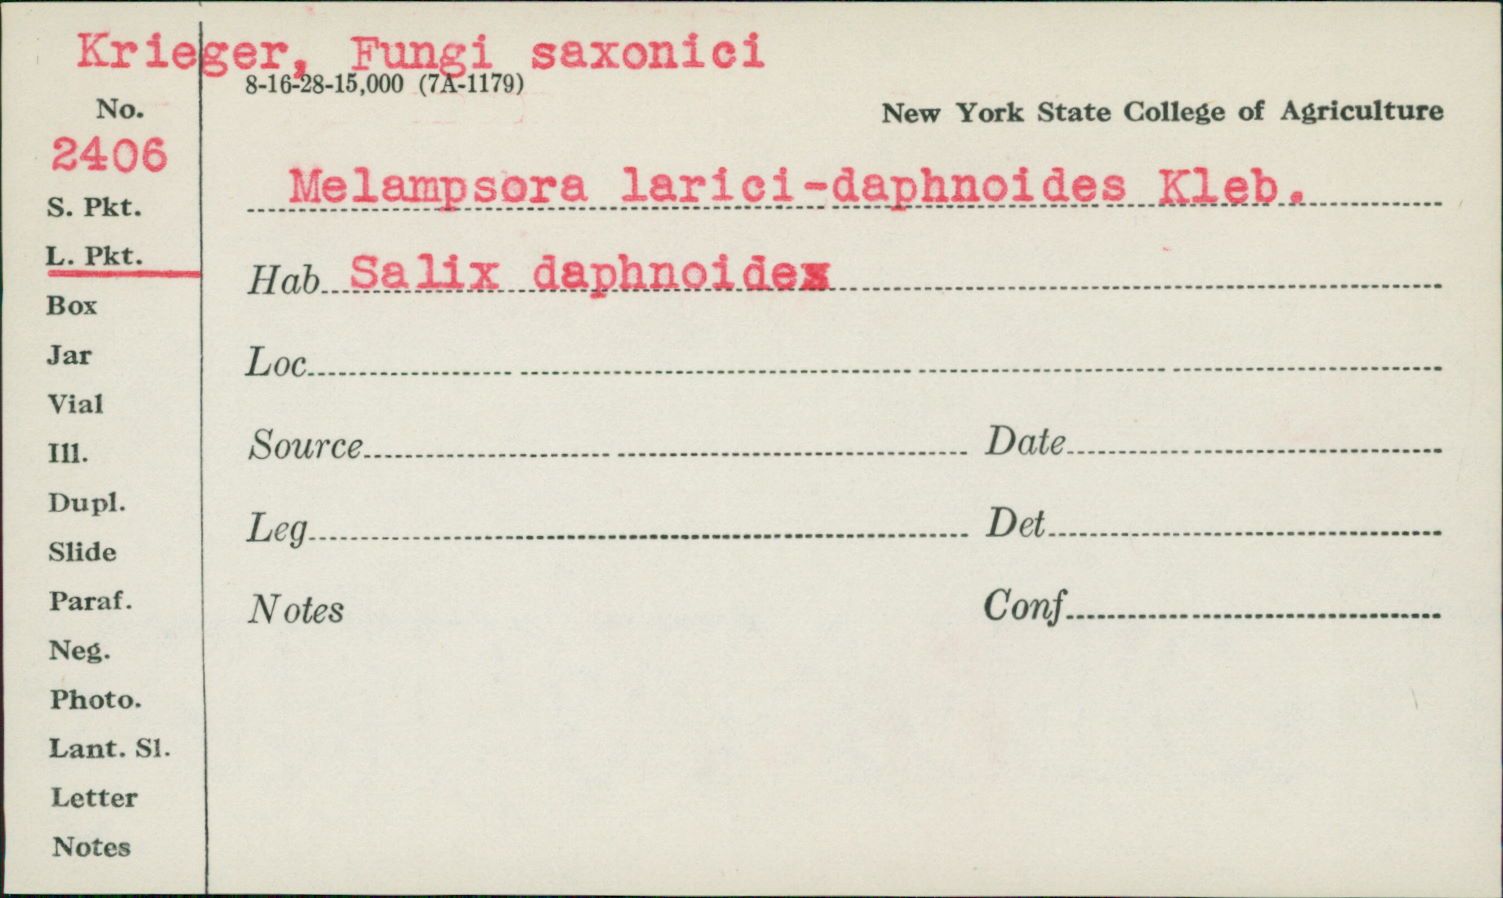 Krieger, Fungi saxonici
8-16-28-15,000 (7A-1179)
No.
New York State College of Agriculture
2406
Melampsora larici-daphnoides Kleb.
S. Pkt.
L. Pkt.
Hab. Salix daphnoides
Box
Jar
Loc.
Vial
Source
Date
Ill.
Dupl.
Leg.
Det.
Slide
Paraf.
Notes
Conf.
Neg.
Photo.
Lant. Sl.
Letter
Notes